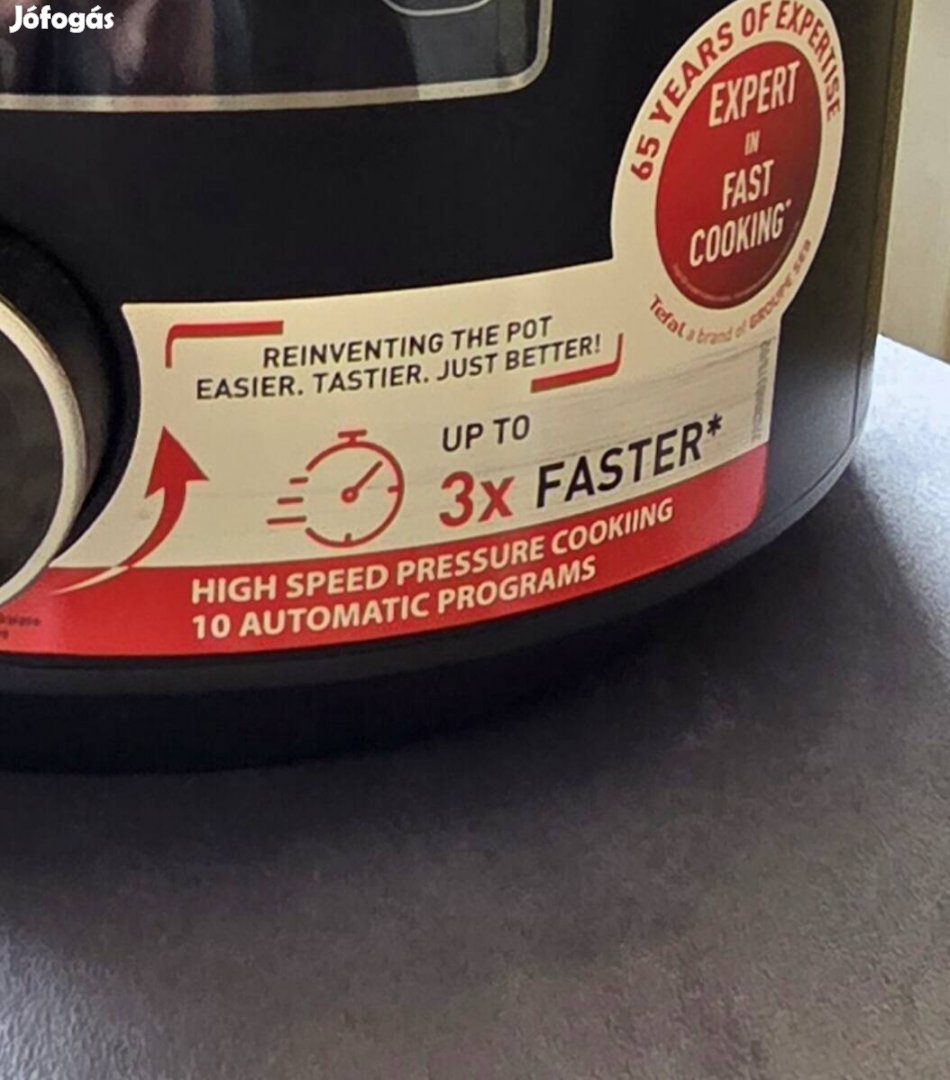 Jófogás
65 YEARS OF EXPERTISE
EXPERT
IN
FAST
COOKING*
Tefal a brand of GROUPE SEB
REINVENTING THE POT
EASIER. TASTIER. JUST BETTER!
UP TO
3x FASTER*
HIGH SPEED PRESSURE COOKIING
10 AUTOMATIC PROGRAMS